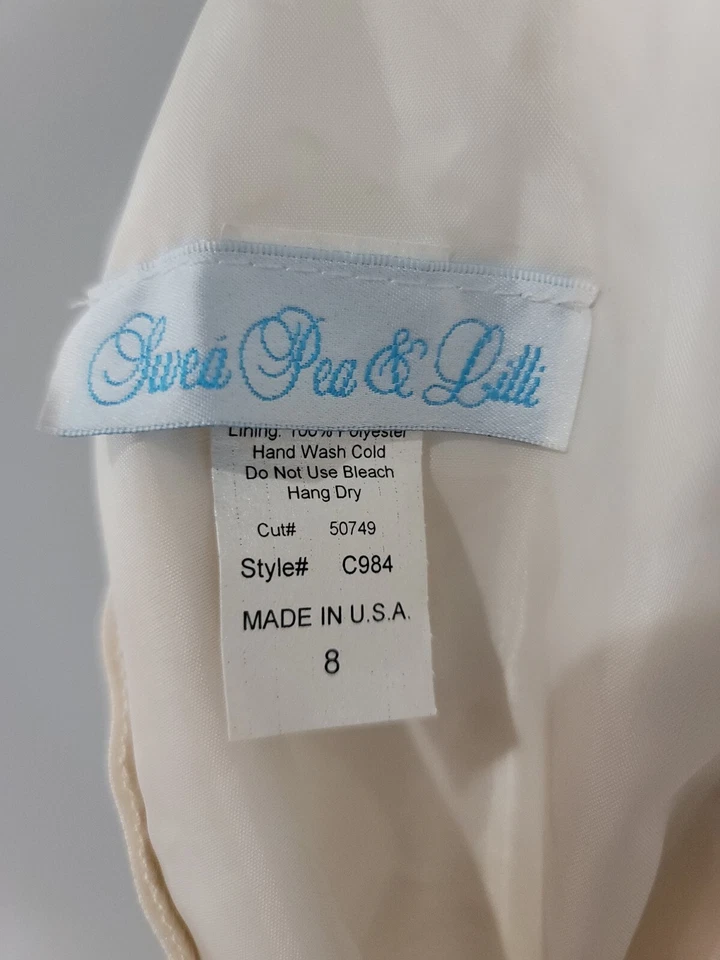 Sweá Pea & Lilli
Lining: 100% Polyester
Hand Wash Cold
Do Not Use Bleach
Hang Dry
Cut# 50749
Style# C984
MADE IN U.S.A.
8